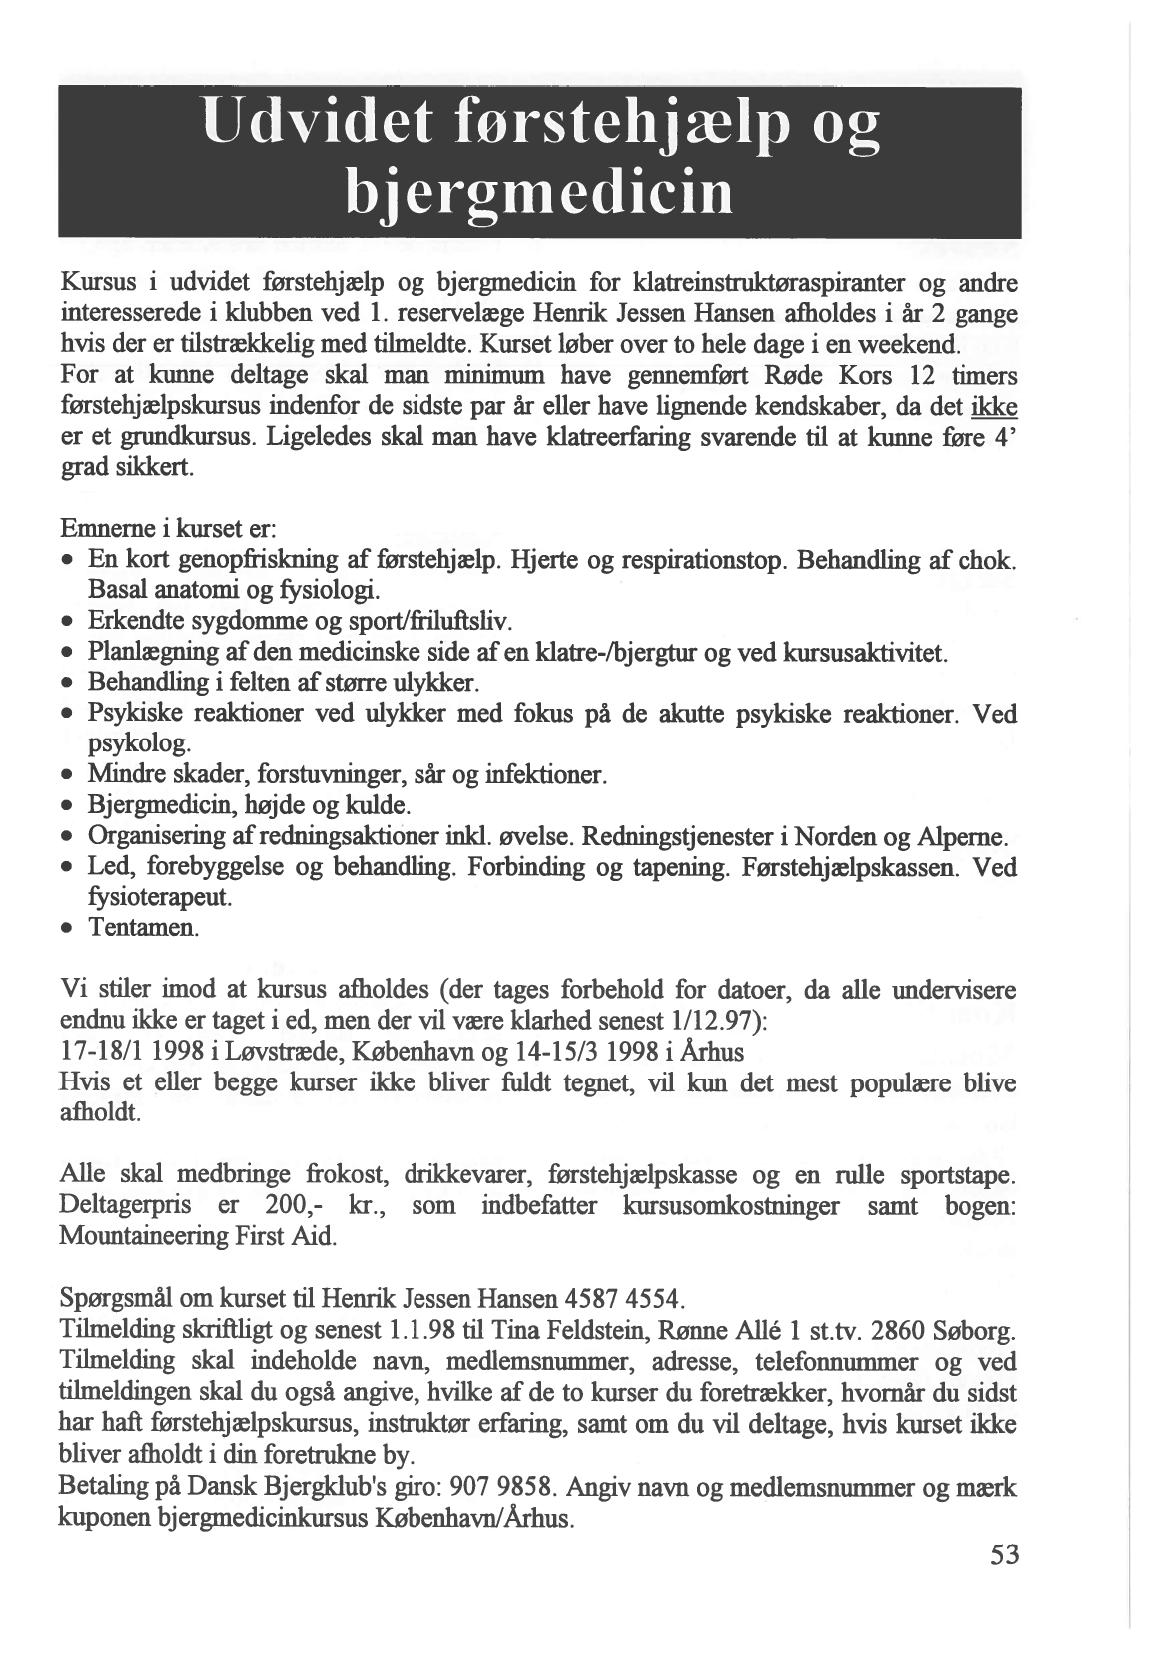 Udvidet førstehjælp og
bjergmedicin
Kursus i udvidet førstehjælp og bjergmedicin for klatreinstruktøraspiranter og andre
interesserede i klubben ved 1. reservelæge Henrik Jessen Hansen afholdes i år 2 gange
hvis der er tilstrækkelig med tilmeldte. Kurset løber over to hele dage i en weekend.
For at kunne deltage skal man minimum have gennemført Røde Kors 12 timers
førstehjælpskursus indenfor de sidste par år eller have lignende kendskaber, da det ikke
er et grundkursus. Ligeledes skal man have klatreerfaring svarende til at kunne føre 4’
grad sikkert.
Emnerne i kurset er:
• En kort genopfriskning af førstehjælp. Hjerte og respirationstop. Behandling af chok.
Basal anatomi og fysiologi.
• Erkendte sygdomme og sport/friluftsliv.
• Planlægning af den medicinske side af en klatre-/bjergtur og ved kursusaktivitet.
• Behandling i felten af større ulykker.
• Psykiske reaktioner ved ulykker med fokus på de akutte psykiske reaktioner. Ved
psykolog.
• Mindre skader, forstuvninger, sår og infektioner.
• Bjergmedicin, højde og kulde.
• Organisering af redningsaktioner inkl. øvelse. Redningstjenester i Norden og Alperne.
• Led, forebyggelse og behandling. Forbinding og tapening. Førstehjælpskassen. Ved
fysioterapeut.
• Tentamen.
Vi stiler imod at kursus afholdes (der tages forbehold for datoer, da alle undervisere
endnu ikke er taget i ed, men der vil være klarhed senest 1/12.97):
17-18/1 1998 i Løvstræde, København og 14-15/3 1998 i Århus
Hvis et eller begge kurser ikke bliver fuldt tegnet, vil kun det mest populære blive
afholdt.
Alle skal medbringe frokost, drikkevarer, førstehjælpskasse og en rulle sportstape.
Deltagerpris er 200,- kr., som indbefatter kursusomkostninger samt bogen:
Mountaineering First Aid.
Spørgsmål om kurset til Henrik Jessen Hansen 4587 4554.
Tilmelding skriftligt og senest 1.1.98 til Tina Feldstein, Rønne Allé 1 st.tv. 2860 Søborg.
Tilmelding skal indeholde navn, medlemsnummer, adresse, telefonnummer og ved
tilmeldingen skal du også angive, hvilke af de to kurser du foretrækker, hvornår du sidst
har haft førstehjælpskursus, instruktør erfaring, samt om du vil deltage, hvis kurset ikke
bliver afholdt i din foretrukne by.
Betaling på Dansk Bjergklub's giro: 907 9858. Angiv navn og medlemsnummer og mærk
kuponen bjergmedicinkursus København/Århus.
53